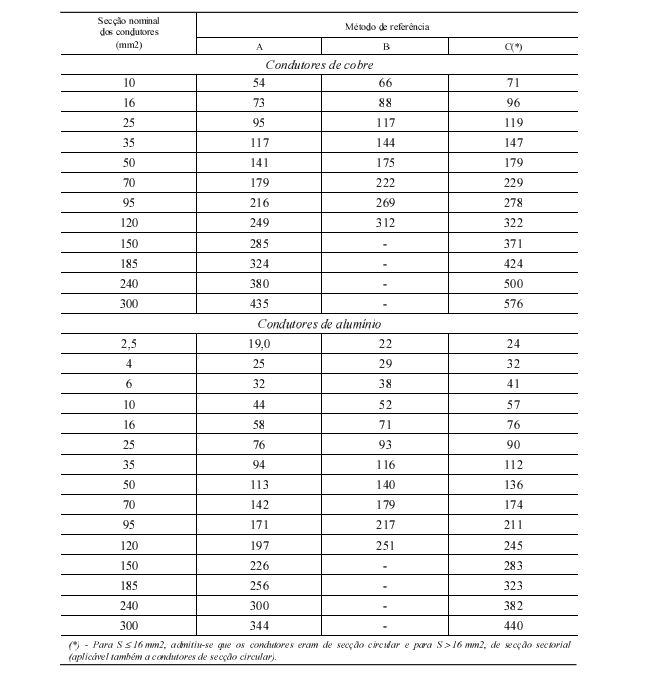 Secção nominal
dos condutores
(mm2)
Método de referência
A B C(*)
Condutores de cobre
10 54 66 71
16 73 88 96
25 95 117 119
35 117 144 147
50 141 175 179
70 179 222 229
95 216 269 278
120 249 312 322
150 285 - 371
185 324 - 424
240 380 - 500
300 435 - 576
Condutores de alumínio
2,5 19,0 22 24
4 25 29 32
6 32 38 41
10 44 52 57
16 58 71 76
25 76 93 90
35 94 116 112
50 113 140 136
70 142 179 174
95 171 217 211
120 197 251 245
150 226 - 283
185 256 - 323
240 300 - 382
300 344 - 440
(*) - Para S ≤ 16 mm2, admitiu-se que os condutores eram de secção circular e para S > 16 mm2, de secção sectorial
(aplicável também a condutores de secção circular).